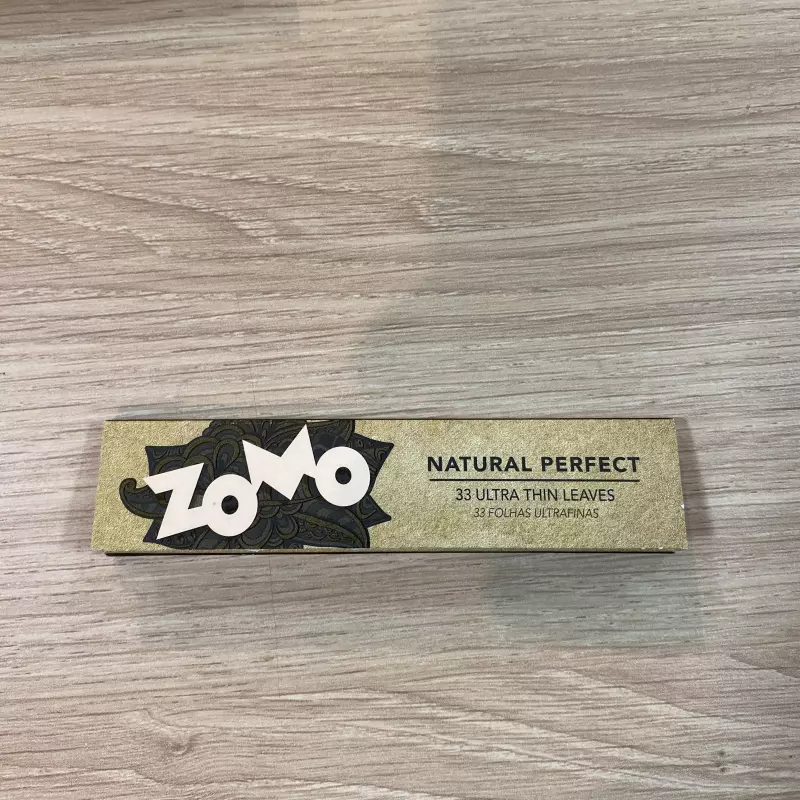 ZOMO
NATURAL PERFECT
33 ULTRA THIN LEAVES
33 FOLHAS ULTRAFINAS